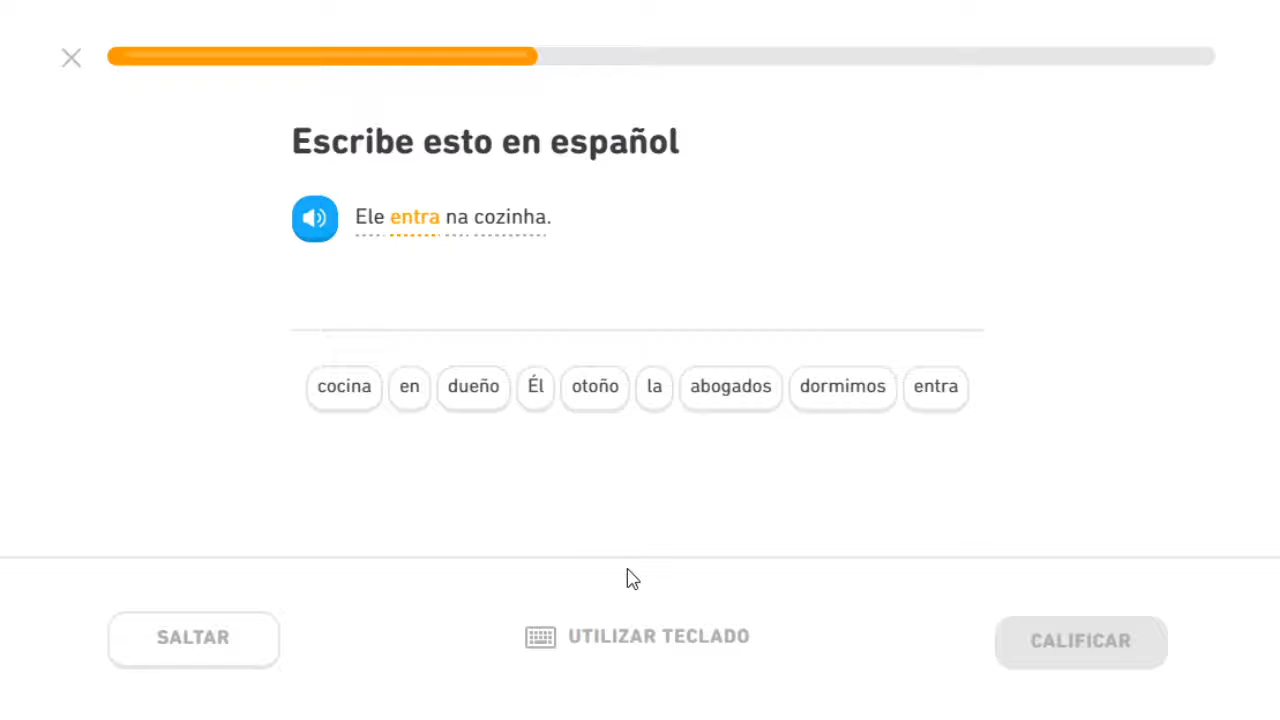 Escribe esto en español
Ele entra na cozinha.
cocina en dueño Él otoño la abogados dormimos entra
SALTAR UTILIZAR TECLADO CALIFICAR